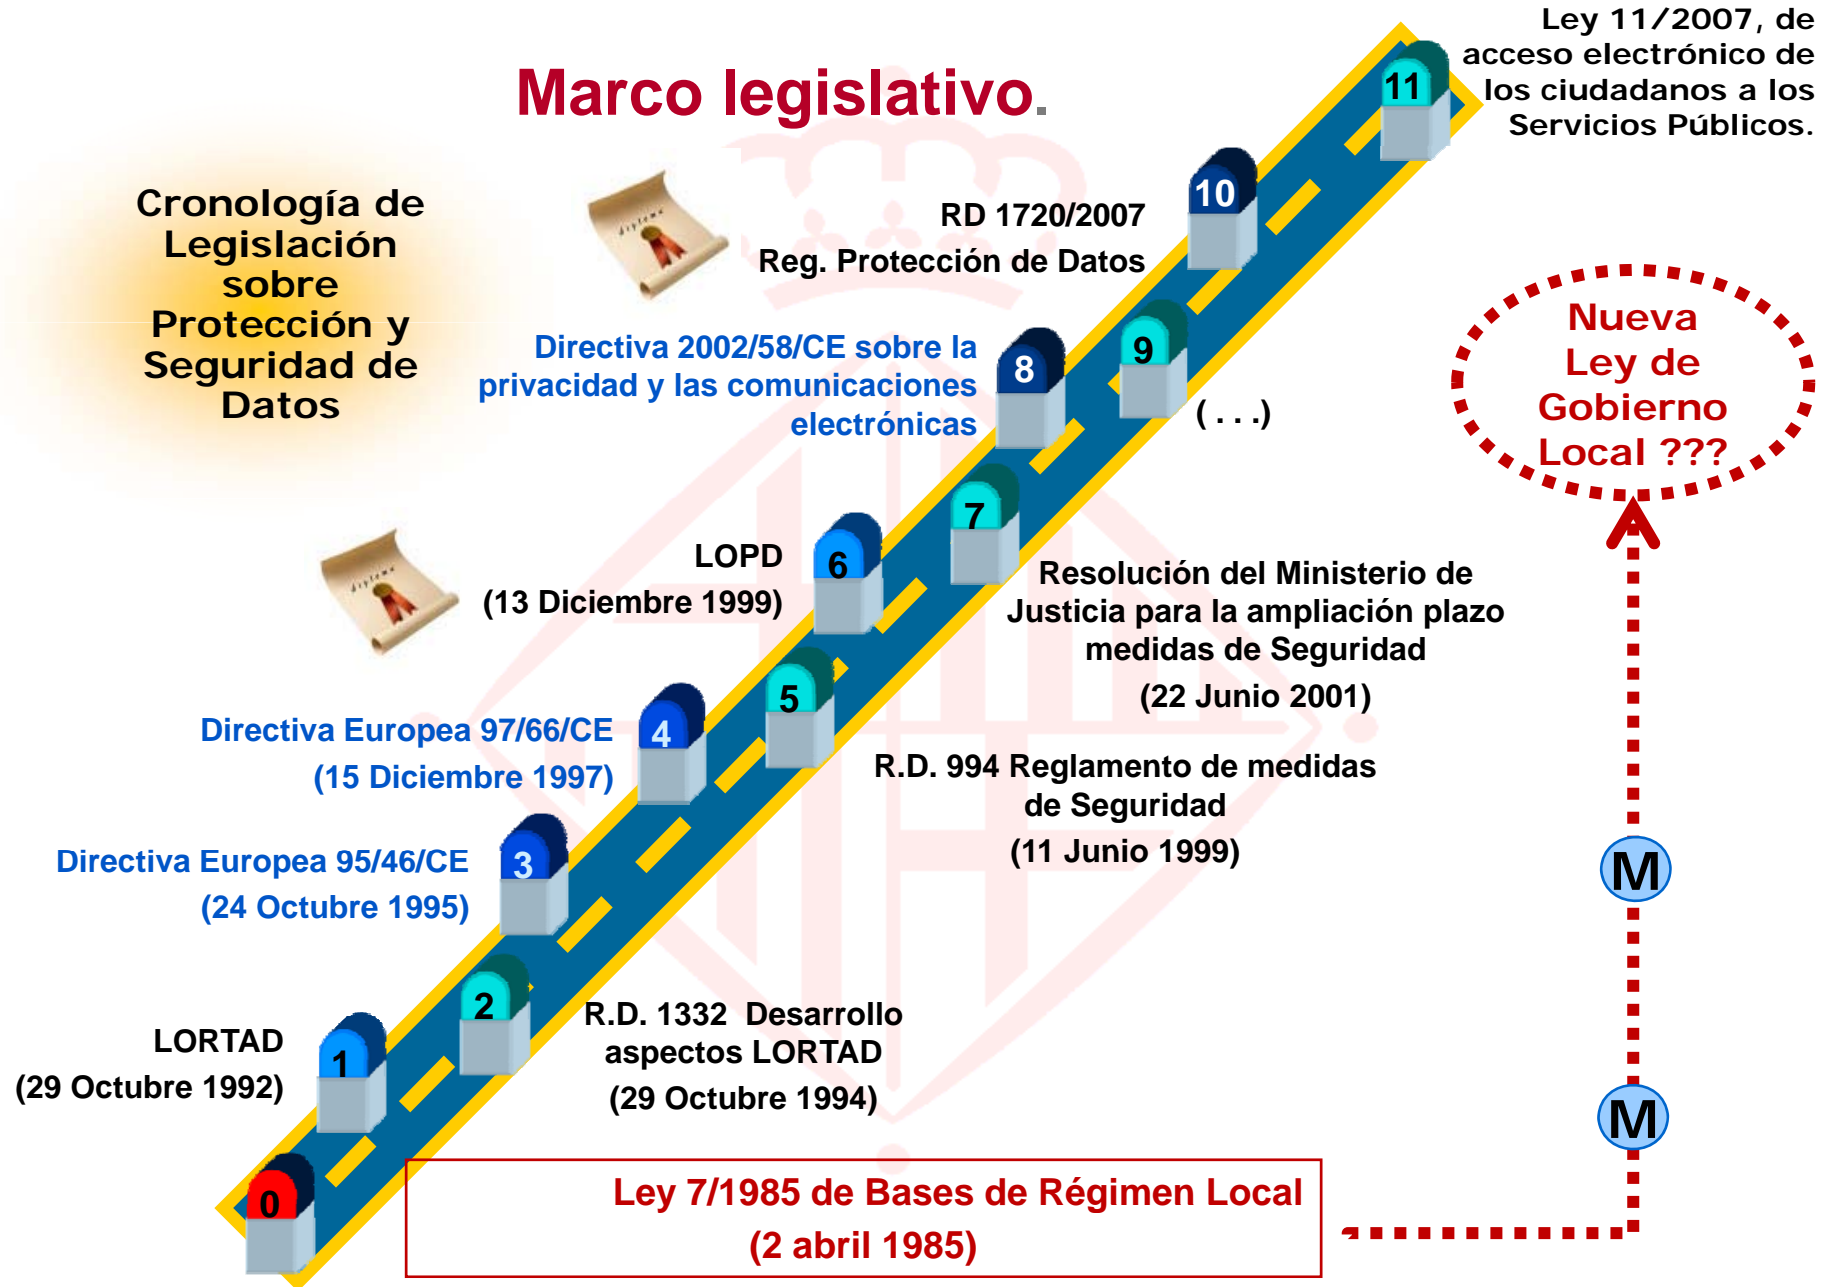 Marco legislativo.
Ley 11/2007, de
acceso electrónico de
los ciudadanos a los
Servicios Públicos.
11
Cronología de
Legislación
sobre
Protección y
Seguridad de
Datos
diploma
RD 1720/2007
Reg. Protección de Datos
10
Directiva 2002/58/CE sobre la
privacidad y las comunicaciones
electrónicas
8
9
( . . .)
Nueva
Ley de
Gobierno
Local ???
diploma
LOPD
(13 Diciembre 1999)
6
7
Resolución del Ministerio de
Justicia para la ampliación plazo
medidas de Seguridad
(22 Junio 2001)
Directiva Europea 97/66/CE
(15 Diciembre 1997)
4
5
R.D. 994 Reglamento de medidas
de Seguridad
(11 Junio 1999)
Directiva Europea 95/46/CE
(24 Octubre 1995)
3
M
LORTAD
(29 Octubre 1992)
1
2
R.D. 1332  Desarrollo
aspectos LORTAD
(29 Octubre 1994)
M
0
Ley 7/1985 de Bases de Régimen Local
(2 abril 1985)